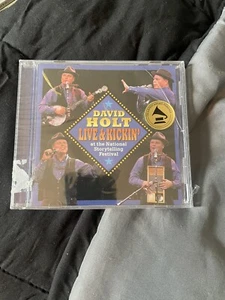 DAVID
HOLT
LIVE & KICKIN'
at the National
Storytelling
Festival